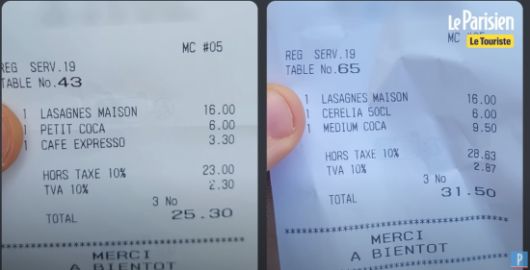 MC #05
REG SERV.19
TABLE No.43
1 LASAGNES MAISON 16.00
1 PETIT COCA 6.00
1 CAFE EXPRESSO 3.30
HORS TAXE 10% 23.00
TVA 10% 2.30
3 No
TOTAL 25.30
MERCI
A BIENTOT
Le Parisien
Le Touriste
MC
REG SERV.19
TABLE No.65
1 LASAGNES MAISON 16.00
1 CERELIA 50CL 6.00
1 MEDIUM COCA 9.50
HORS TAXE 10% 28.63
TVA 10% 2.87
3 No
TOTAL 31.50
MERCI
A BIENTOT
P